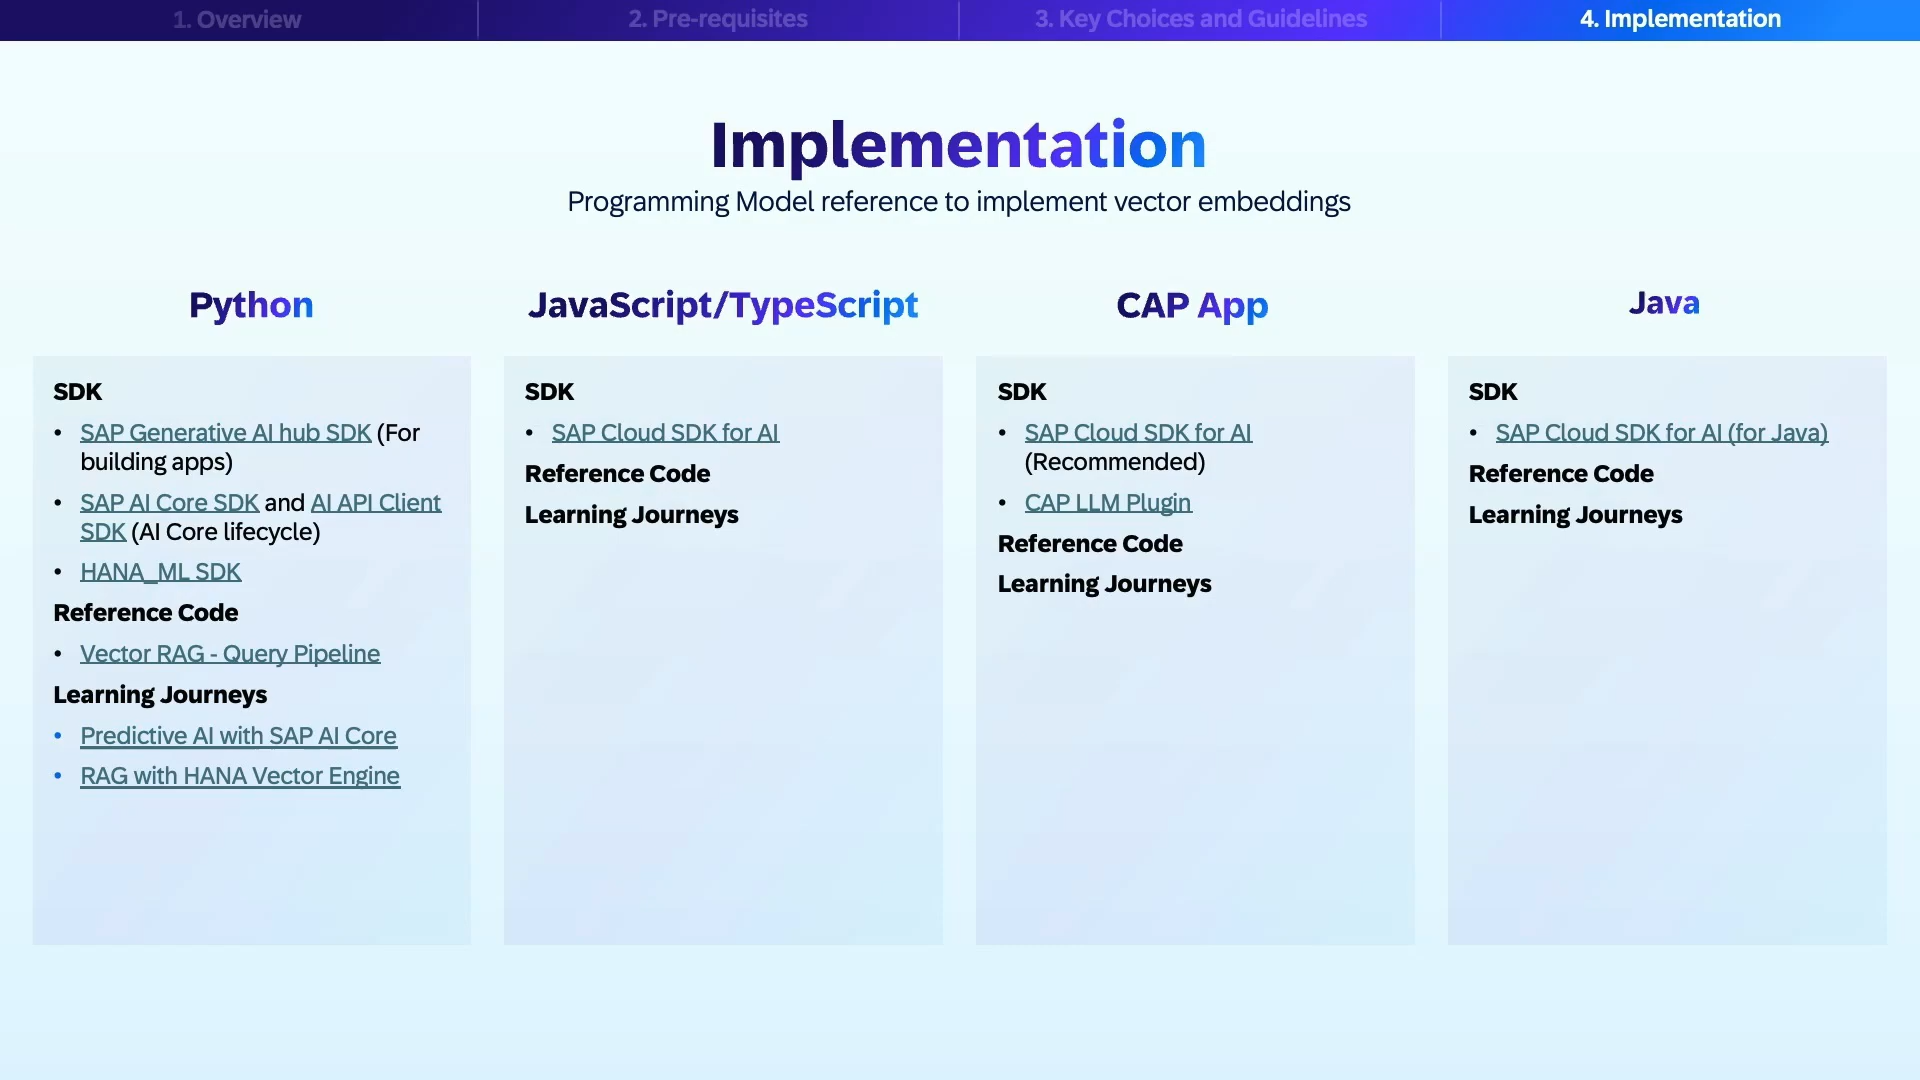 1. Overview
2. Pre-requisites
3. Key Choices and Guidelines
4. Implementation
Implementation
Programming Model reference to implement vector embeddings
Python
SDK
• SAP Generative AI hub SDK (For
building apps)
• SAP AI Core SDK and AI API Client
SDK (AI Core lifecycle)
• HANA_ML SDK
Reference Code
• Vector RAG - Query Pipeline
Learning Journeys
• Predictive AI with SAP AI Core
• RAG with HANA Vector Engine
JavaScript/TypeScript
SDK
• SAP Cloud SDK for AI
Reference Code
Learning Journeys
CAP App
SDK
• SAP Cloud SDK for AI
(Recommended)
• CAP LLM Plugin
Reference Code
Learning Journeys
Java
SDK
• SAP Cloud SDK for AI (for Java)
Reference Code
Learning Journeys